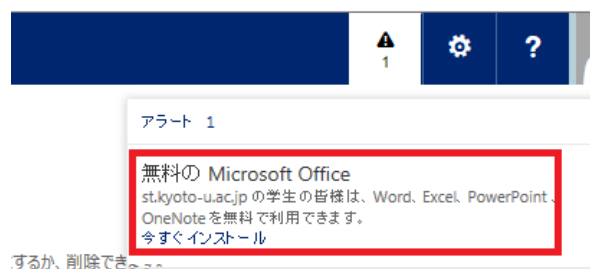 1
?
アラート 1
無料の Microsoft Office
st.kyoto-u.ac.jp の学生の皆様は、Word、Excel、PowerPoint、
OneNote を無料で利用できます。
今すぐインストール
するか、削除でき